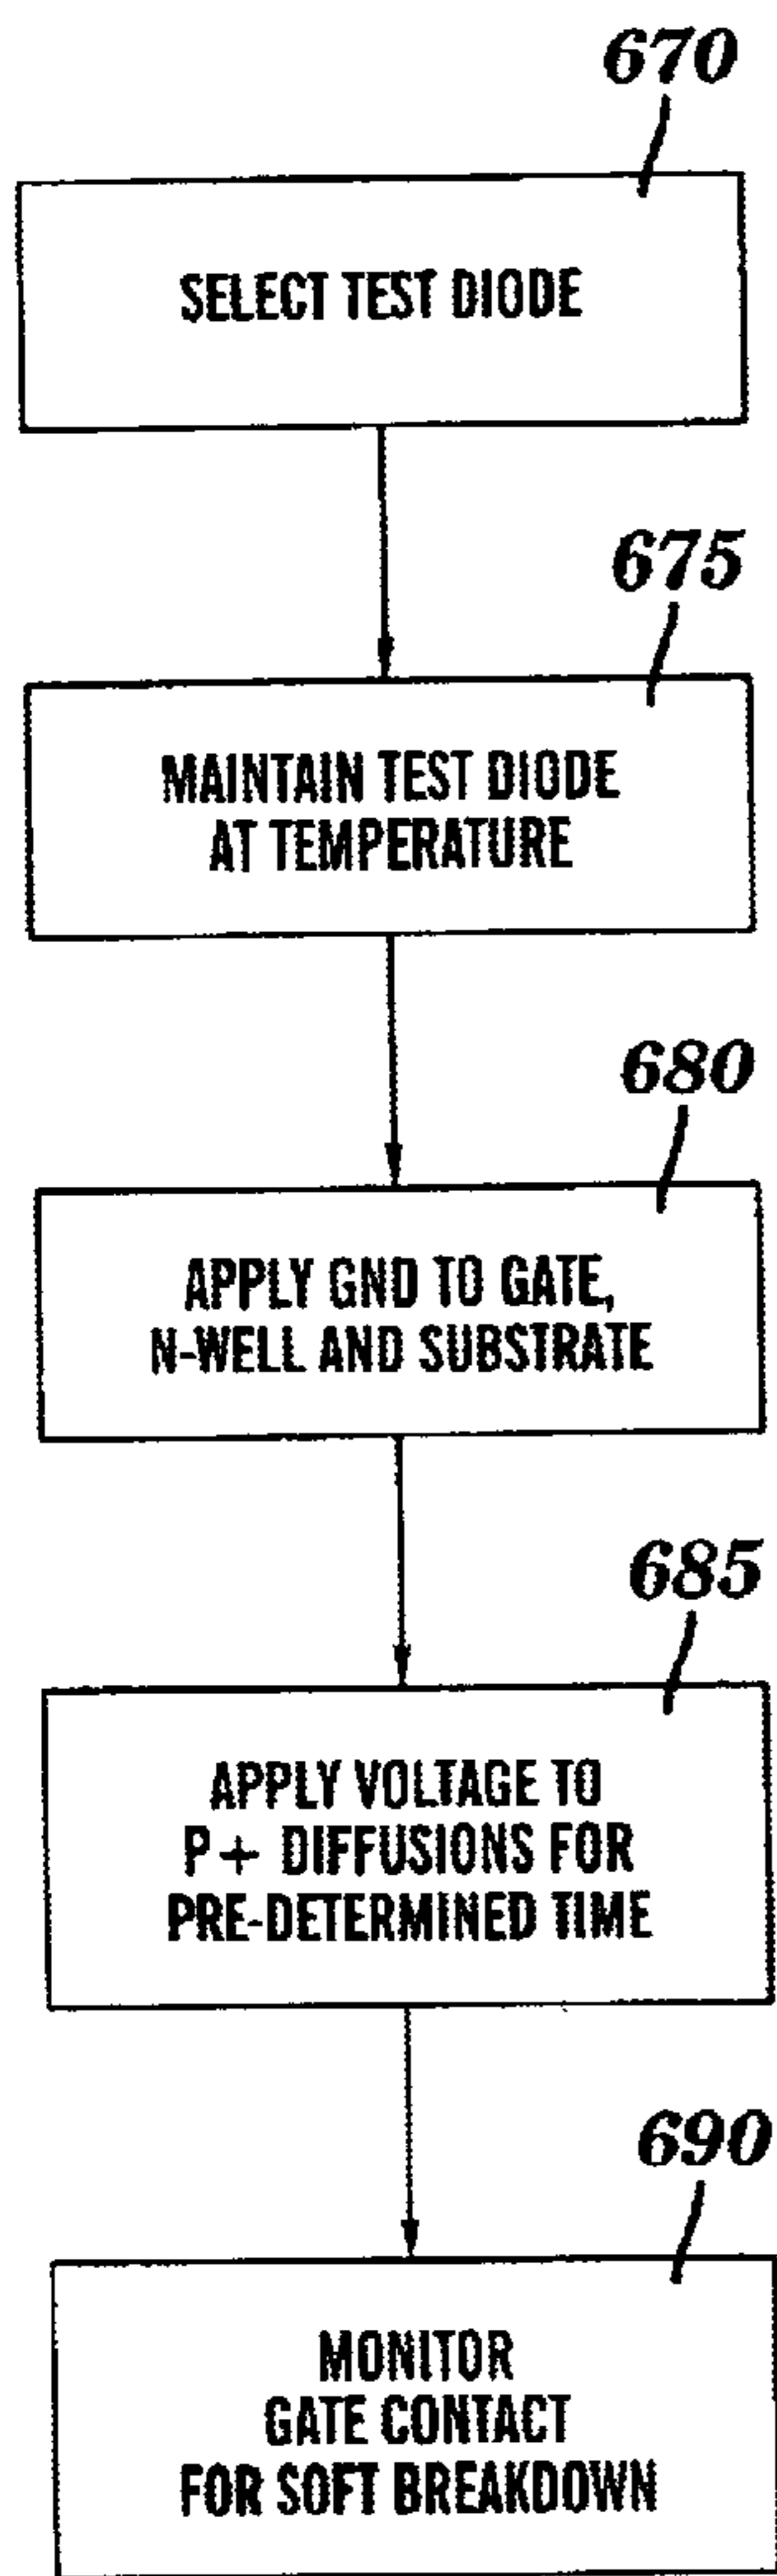 670
SELECT TEST DIODE
675
MAINTAIN TEST DIODE
AT TEMPERATURE
680
APPLY GND TO GATE,
N-WELL AND SUBSTRATE
685
APPLY VOLTAGE TO
P+ DIFFUSIONS FOR
PRE-DETERMINED TIME
690
MONITOR
GATE CONTACT
FOR SOFT BREAKDOWN